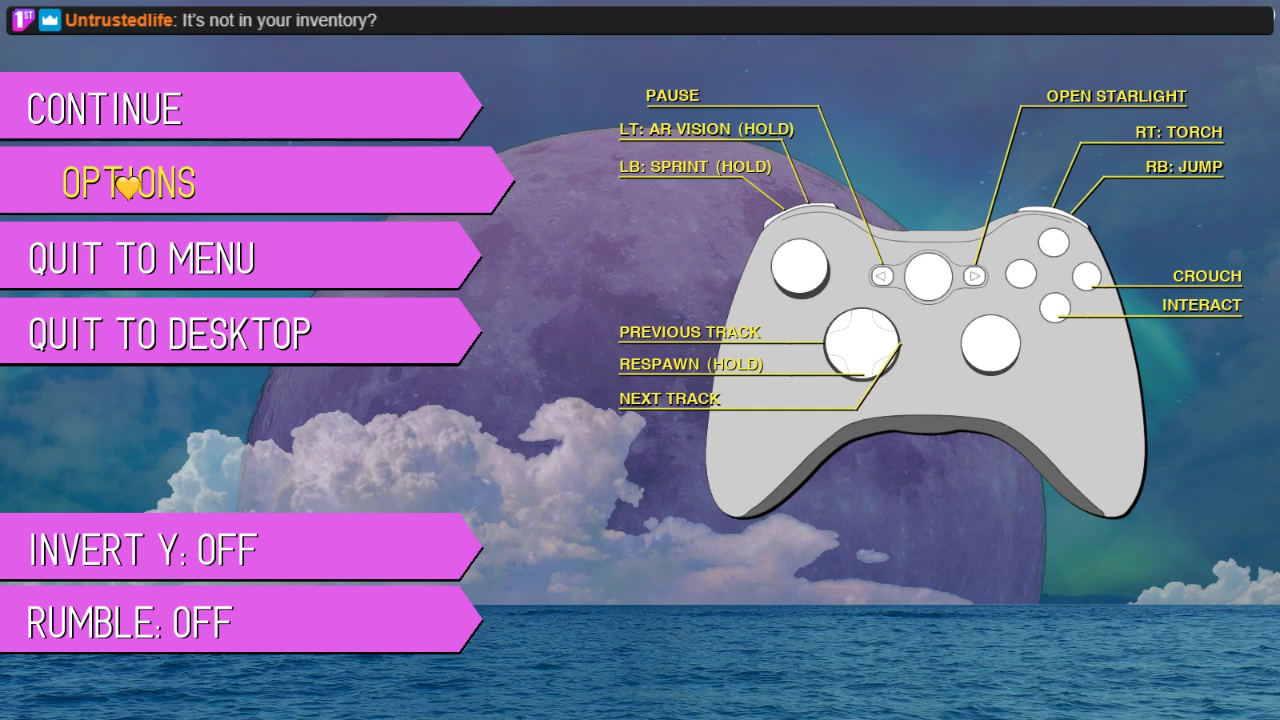 1ST Untrustedlife: It's not in your inventory?
CONTINUE
OPTIONS
QUIT TO MENU
QUIT TO DESKTOP
INVERT Y: OFF
RUMBLE: OFF
PAUSE
LT: AR VISION (HOLD)
LB: SPRINT (HOLD)
PREVIOUS TRACK
RESPAWN (HOLD)
NEXT TRACK
OPEN STARLIGHT
RT: TORCH
RB: JUMP
CROUCH
INTERACT